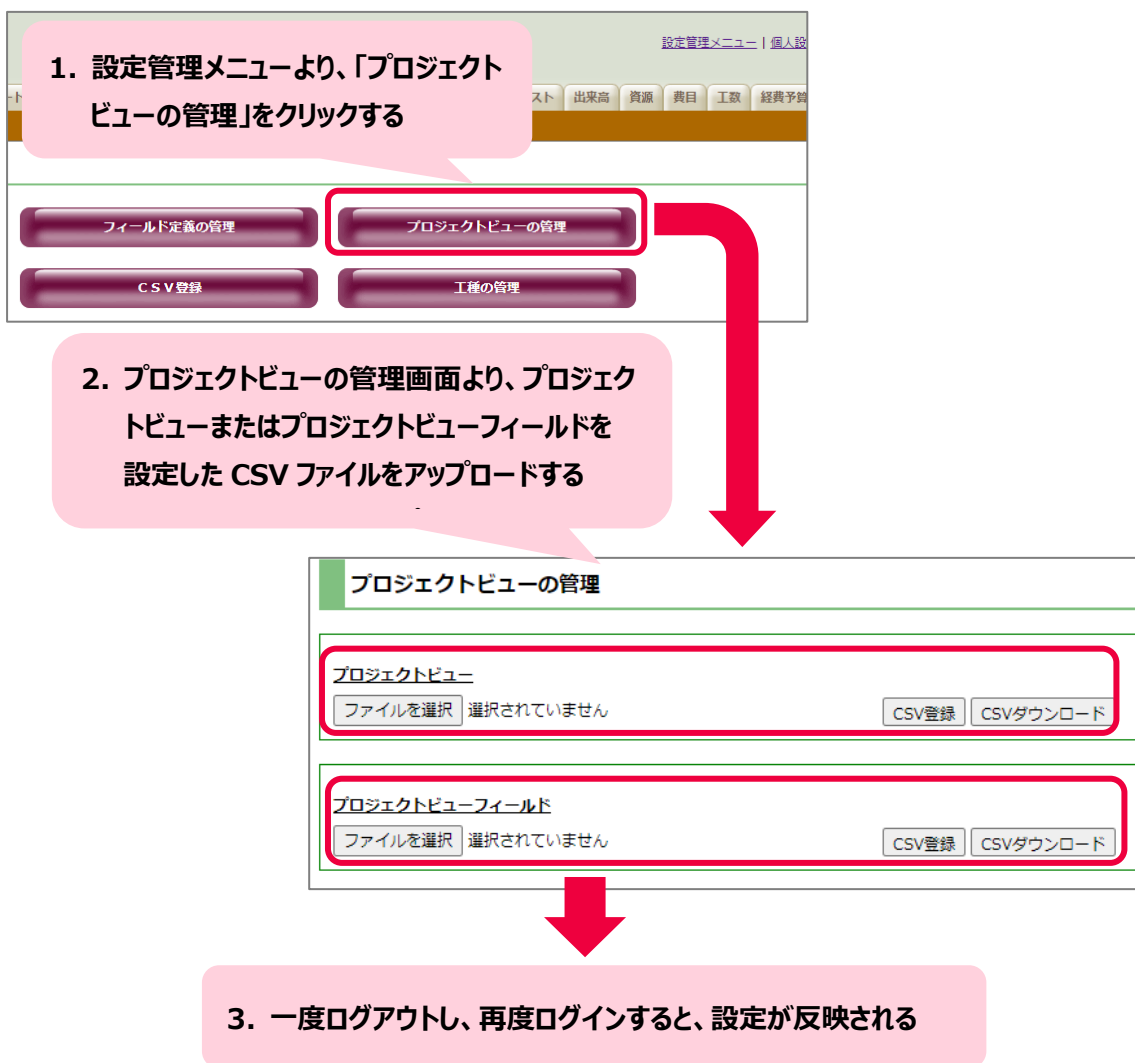 設定管理メニュー | 個人設
1. 設定管理メニューより、「プロジェクト
ビューの管理」をクリックする
スト 出来高 資源 費目 工数 経費予算
フィールド定義の管理 プロジェクトビューの管理
ＣＳＶ登録 工種の管理
2. プロジェクトビューの管理画面より、プロジェク
トビューまたはプロジェクトビューフィールドを
設定した CSV ファイルをアップロードする
プロジェクトビューの管理
プロジェクトビュー
ファイルを選択 選択されていません CSV登録 CSVダウンロード
プロジェクトビューフィールド
ファイルを選択 選択されていません CSV登録 CSVダウンロード
3. 一度ログアウトし、再度ログインすると、設定が反映される